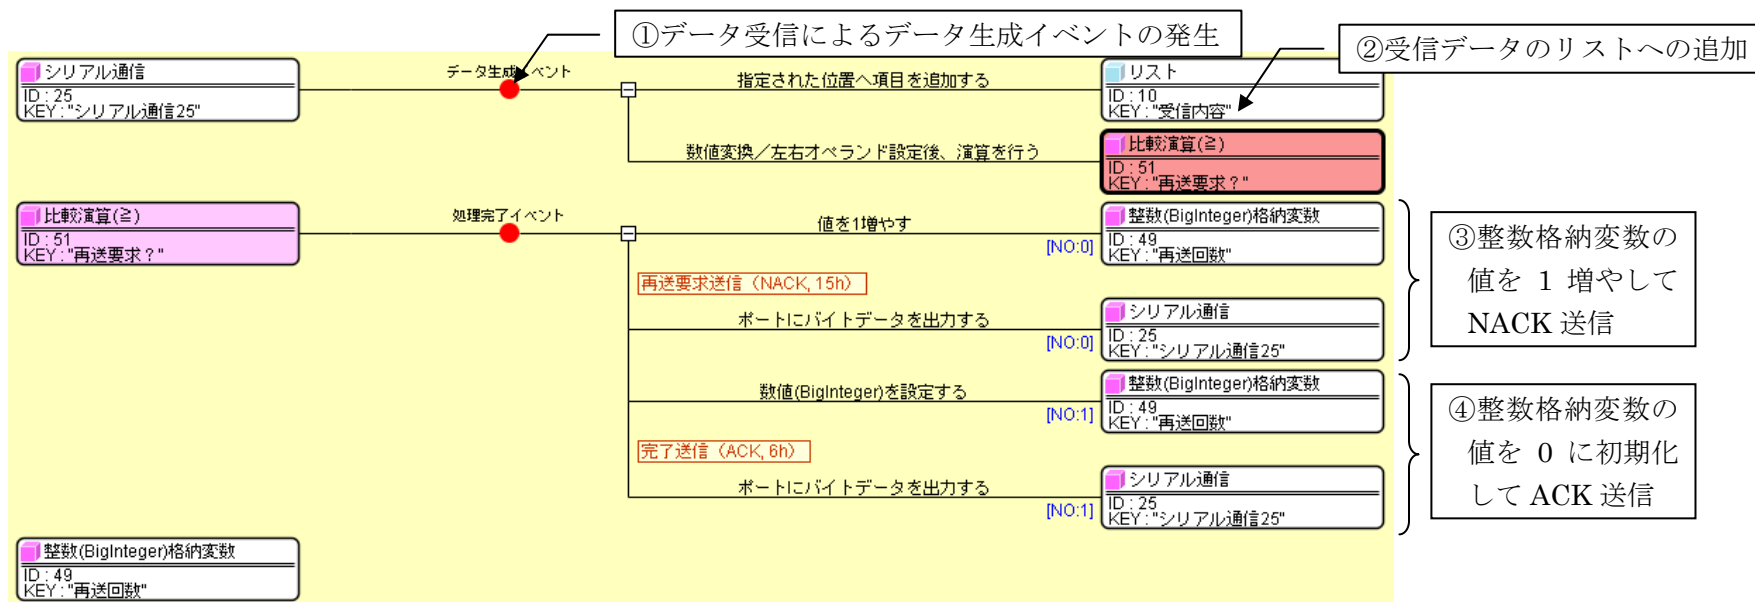 ①データ受信によるデータ生成イベントの発生
②受信データのリストへの追加
シリアル通信
ID : 25
KEY : "シリアル通信25"
データ生成イベント
指定された位置へ項目を追加する
リスト
ID : 10
KEY : "受信内容"
数値変換／左右オペランド設定後、演算を行う
比較演算(≧)
ID : 51
KEY : "再送要求？"
比較演算(≧)
ID : 51
KEY : "再送要求？"
処理完了イベント
値を1増やす
[NO:0]
整数(BigInteger)格納変数
ID : 49
KEY : "再送回数"
再送要求送信（NACK, 15h）
ポートにバイトデータを出力する
[NO:0]
シリアル通信
ID : 25
KEY : "シリアル通信25"
③整数格納変数の
値を 1 増やして
NACK 送信
数値(BigInteger)を設定する
[NO:1]
整数(BigInteger)格納変数
ID : 49
KEY : "再送回数"
完了送信（ACK, 6h）
ポートにバイトデータを出力する
[NO:1]
シリアル通信
ID : 25
KEY : "シリアル通信25"
④整数格納変数の
値を 0 に初期化
して ACK 送信
整数(BigInteger)格納変数
ID : 49
KEY : "再送回数"